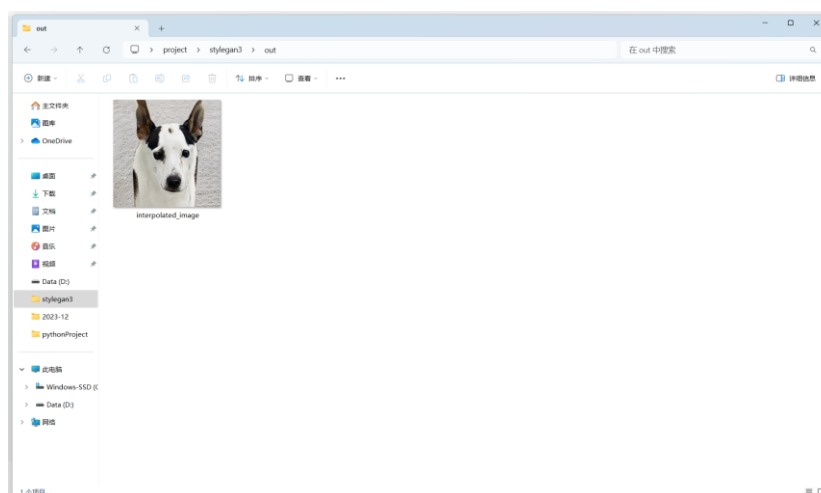 out
project > stylegan3 > out
在 out 中搜索
新建
排序
查看
详细信息
主文件夹
图库
OneDrive
桌面
下载
文档
图片
音乐
视频
Data (D:)
stylegan3
2023-12
pythonProject
此电脑
Windows-SSD (C
Data (D:)
网络
interpolated_image
1 个项目